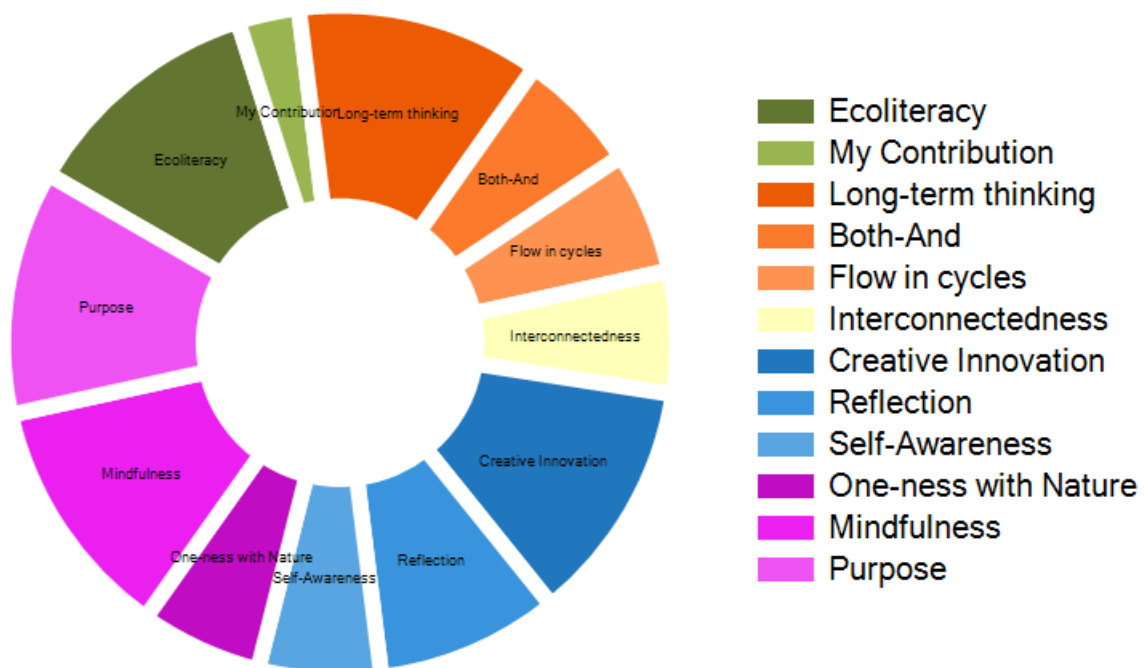 My Contribution
Long-term thinking
Ecoliteracy
Both-And
Flow in cycles
Purpose
Interconnectedness
Mindfulness
Creative Innovation
One-ness with Nature
Reflection
Self-Awareness
Ecoliteracy
My Contribution
Long-term thinking
Both-And
Flow in cycles
Interconnectedness
Creative Innovation
Reflection
Self-Awareness
One-ness with Nature
Mindfulness
Purpose